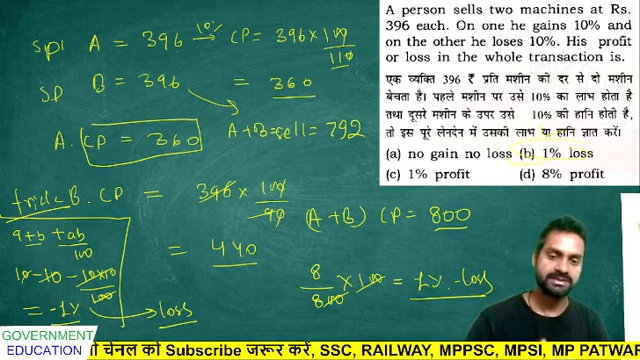 A person sells two machines at Rs.
396 each. On one he gains 10% and
on the other he loses 10%. His profit
or loss in the whole transaction is.
एक व्यक्ति 396 ₹ प्रति मशीन की दर से दो मशीन
बेचता है। पहले मशीन पर उसे 10% का लाभ होता है
तथा दूसरे मशीन के उपर उसे 10% की हानि होती है,
तो इस पूरे लेनदेन में उसकी लाभ या हानि ज्ञात करें।
(a) no gain no loss (b) 1% loss
(c) 1% profit (d) 8% profit
SP A = 396 10%→ CP = 396 × 100/110
SP B = 396 = 360
A. CP = 360 A+B = sell = 792
B. CP = 396 × 100/90 (A+B) CP = 800
= 440
a+b + ab/100
10-10 - 10×10/100
= -1% → loss
8/800 × 100 = 1% - loss
GOVERNMENT
EDUCATION
चेनल को Subscribe जरूर करें, SSC, RAILWAY, MPPSC, MPSI, MP PATWAR